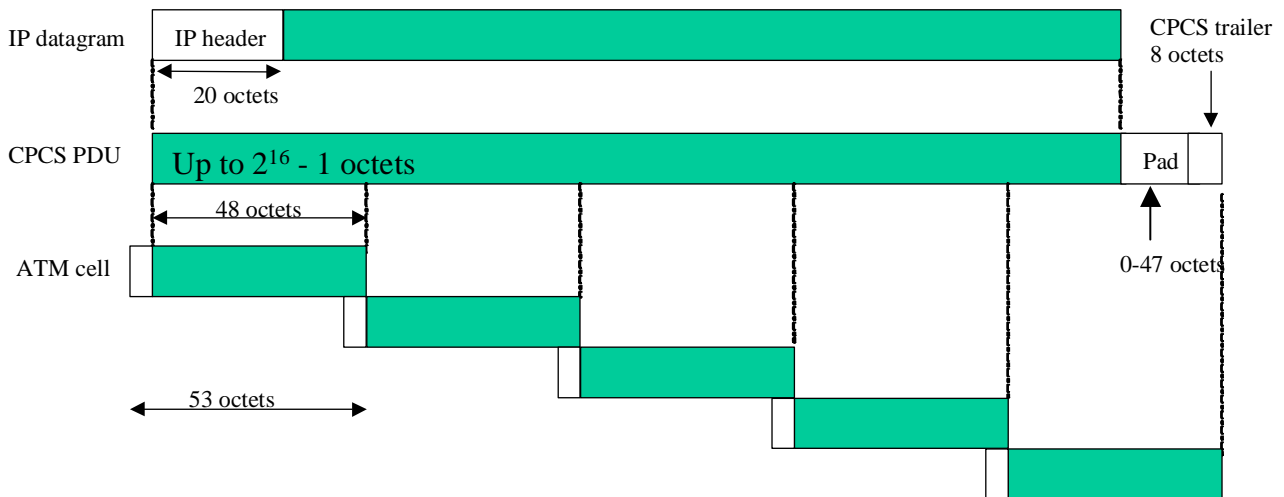 IP datagram
IP header
CPCS trailer
8 octets
20 octets
CPCS PDU
Up to 2¹⁶ - 1 octets
Pad
48 octets
0-47 octets
ATM cell
53 octets